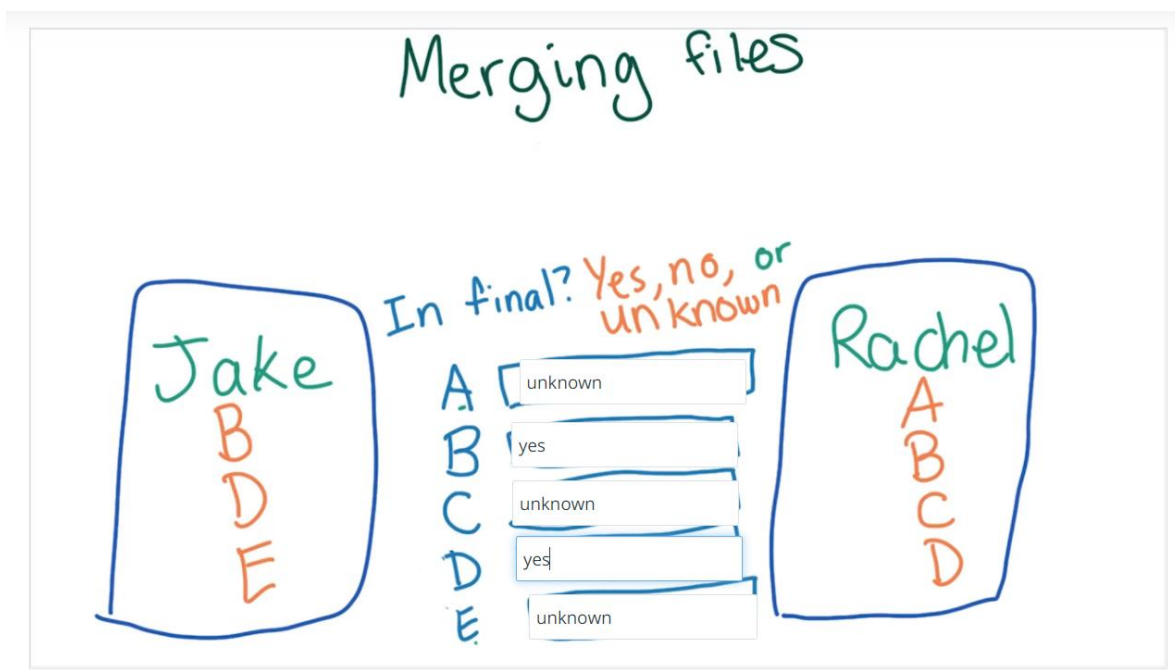 Merging files
In final? Yes, no, or
unknown
Jake
B
D
E
A unknown
B yes
C unknown
D yes
E unknown
Rachel
A
B
C
D